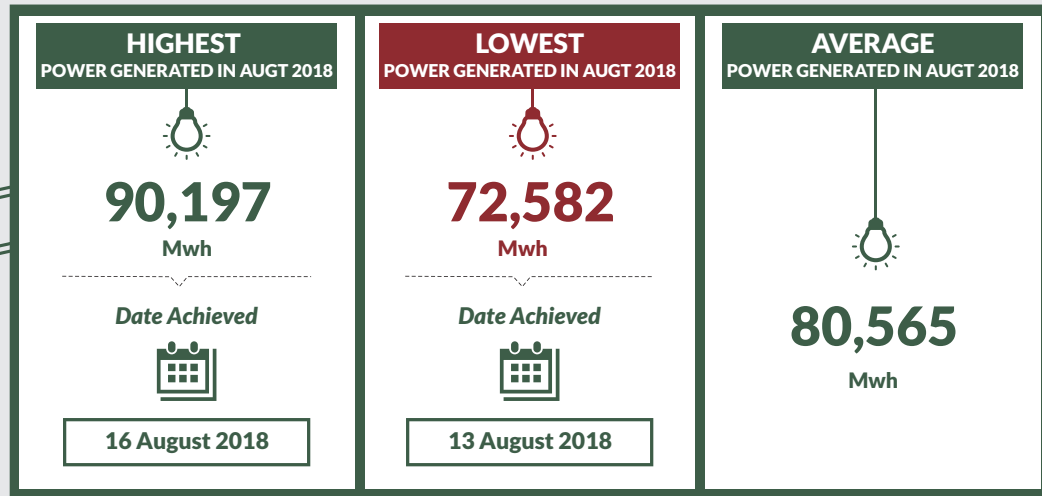 HIGHEST
POWER GENERATED IN AUGT 2018
90,197
Mwh
Date Achieved
16 August 2018
LOWEST
POWER GENERATED IN AUGT 2018
72,582
Mwh
Date Achieved
13 August 2018
AVERAGE
POWER GENERATED IN AUGT 2018
80,565
Mwh